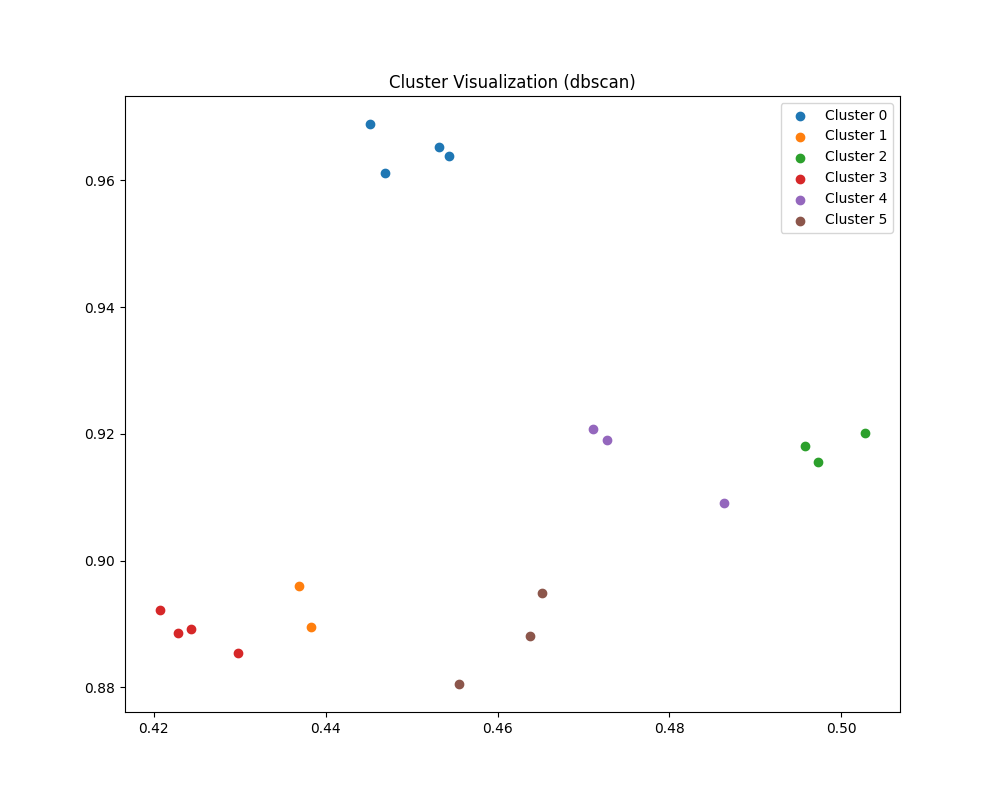 Cluster Visualization (dbscan)
Cluster 0
Cluster 1
Cluster 2
Cluster 3
Cluster 4
Cluster 5
0.96
0.94
0.92
0.90
0.88
0.42 0.44 0.46 0.48 0.50